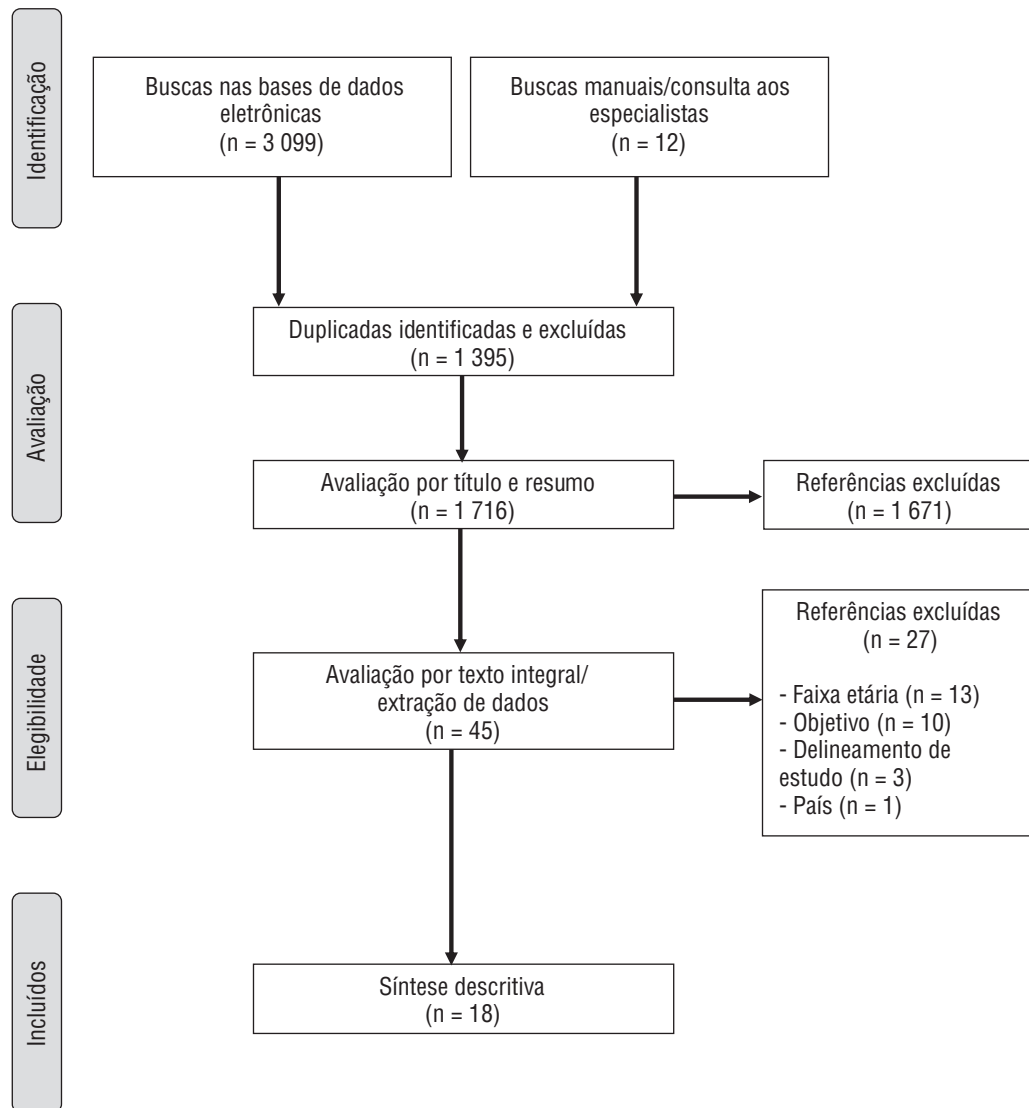 Identificação
Buscas nas bases de dados
eletrônicas
(n = 3 099)
Buscas manuais/consulta aos
especialistas
(n = 12)
Avaliação
Duplicadas identificadas e excluídas
(n = 1 395)
Avaliação por título e resumo
(n = 1 716)
Referências excluídas
(n = 1 671)
Elegibilidade
Avaliação por texto integral/
extração de dados
(n = 45)
Referências excluídas
(n = 27)
- Faixa etária (n = 13)
- Objetivo (n = 10)
- Delineamento de
estudo (n = 3)
- País (n = 1)
Incluídos
Síntese descritiva
(n = 18)